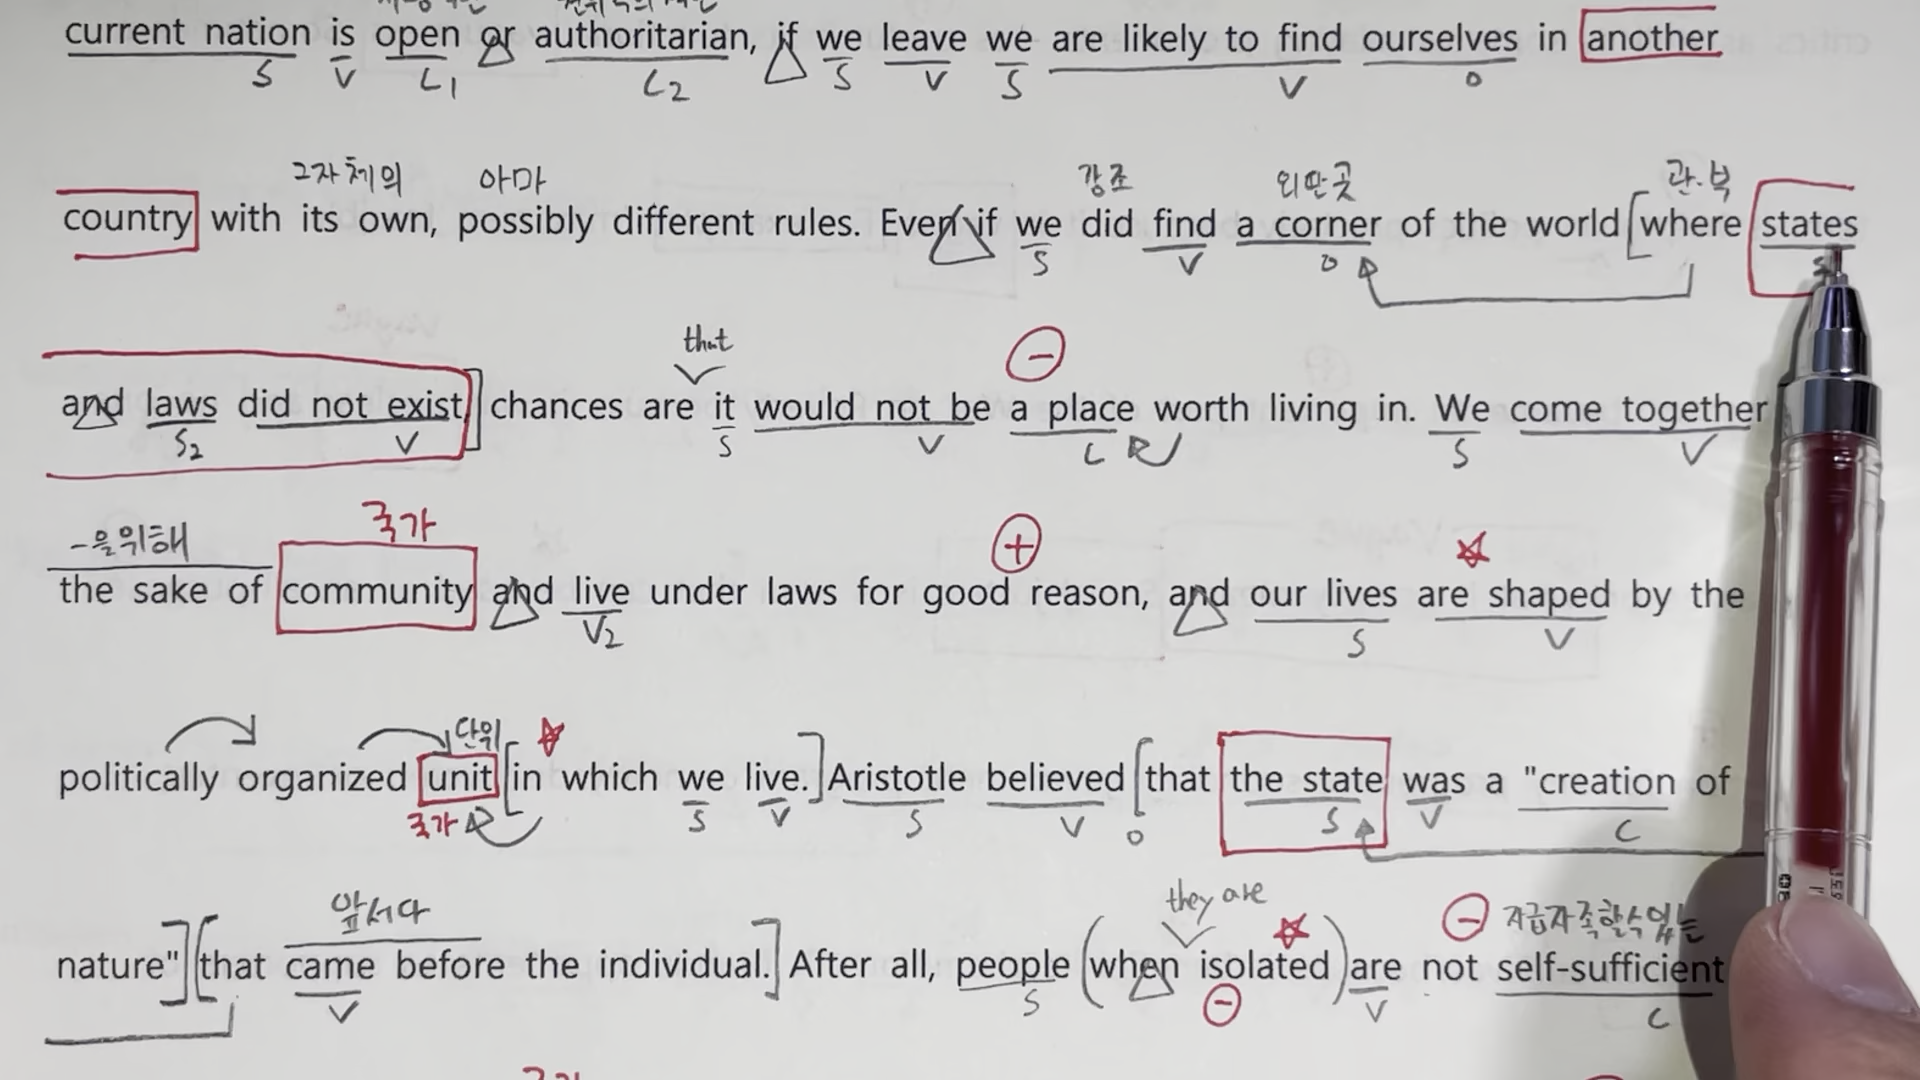 current nation is open or authoritarian, if we leave we are likely to find ourselves in another
S V C1 C2 S V S V O
그자체의 아마 강조 외딴곳 관.부
country with its own, possibly different rules. Even if we did find a corner of the world [where states
S V O
that ⊖
and laws did not exist,] chances are it would not be a place worth living in. We come together
S2 V S V C S V
-을위해 국가 ⊕ ☆
the sake of community and live under laws for good reason, and our lives are shaped by the
V2 S V
단위 ☆
politically organized unit [in which we live.] Aristotle believed [that the state was a "creation of
국가 S V S V O S V C
앞서다 they are ☆ ⊖ 자급자족할수없는
nature"] [that came before the individual.] After all, people (when isolated) are not self-sufficient
V S ⊖ V C